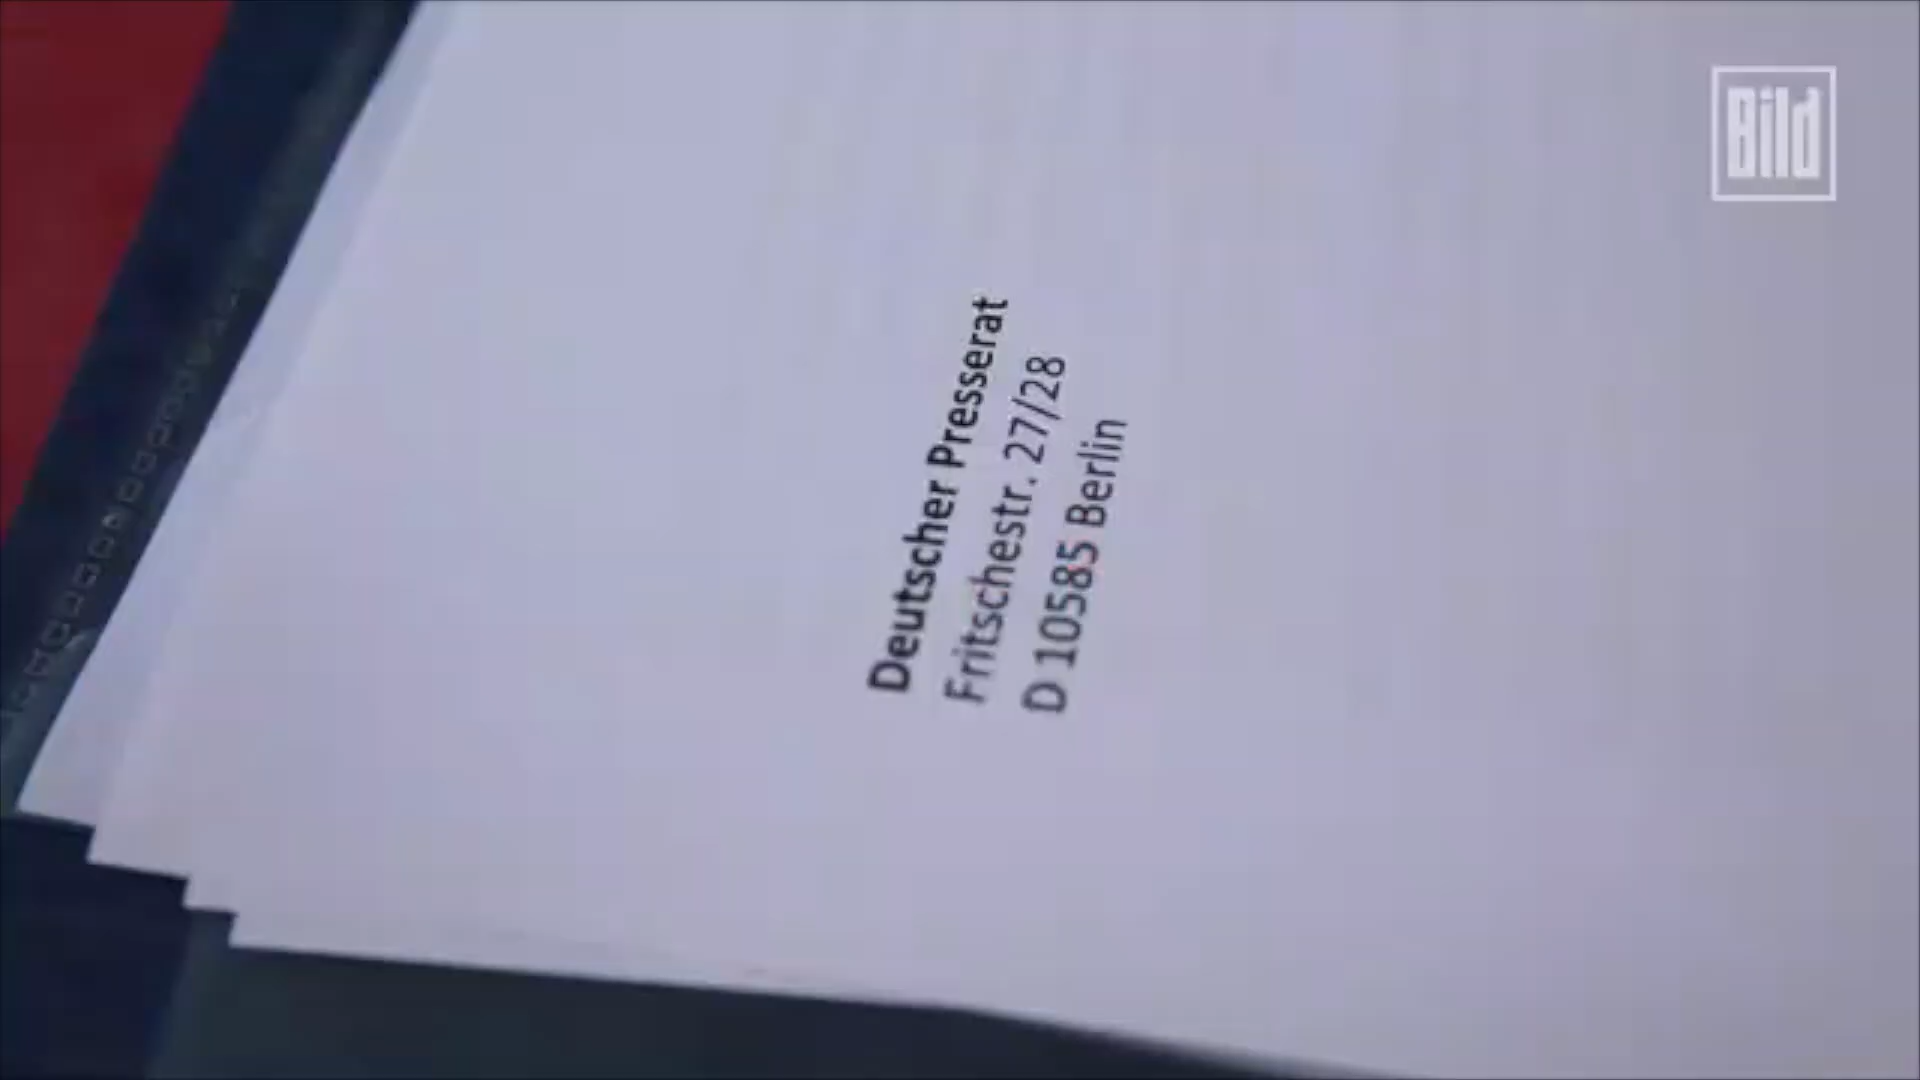 Bild
Deutscher Presserat
Fritschestr. 27/28
D 10585 Berlin